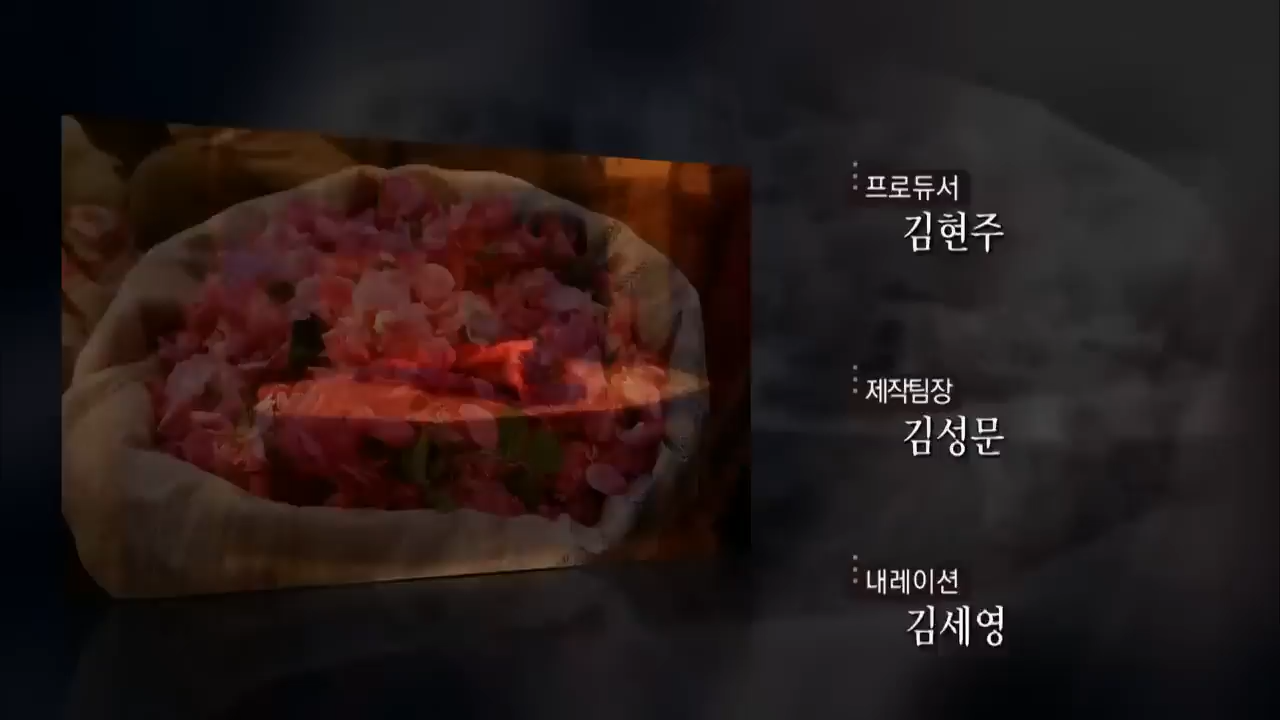 프로듀서
김현주
제작팀장
김성문
내레이션
김세영